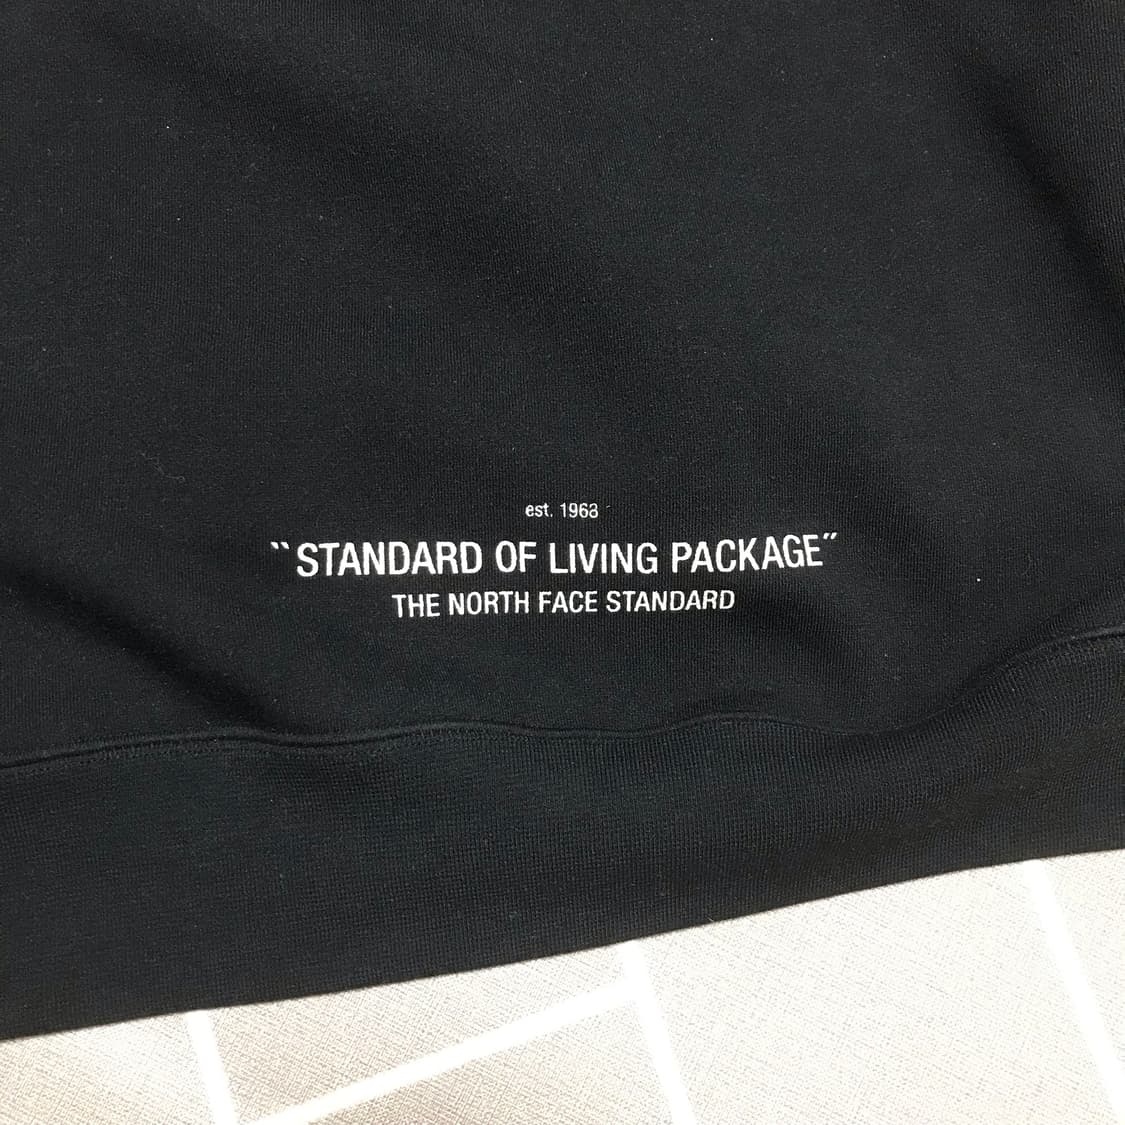 est. 1968
"STANDARD OF LIVING PACKAGE"
THE NORTH FACE STANDARD